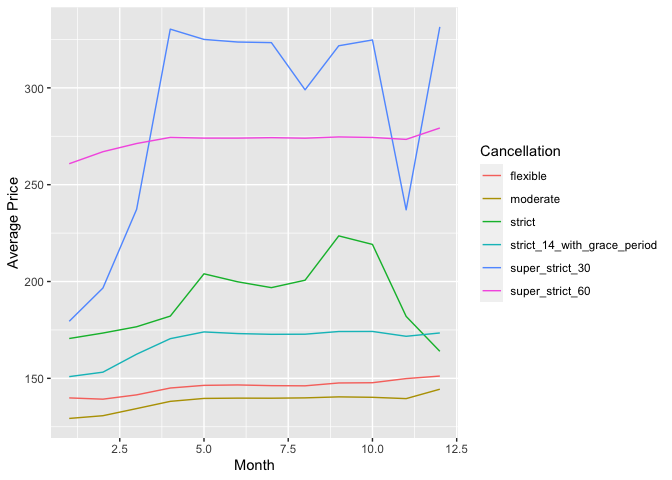 300
250
200
150
Average Price
2.5
5.0
7.5
10.0
12.5
Month
Cancellation
flexible
moderate
strict
strict_14_with_grace_period
super_strict_30
super_strict_60